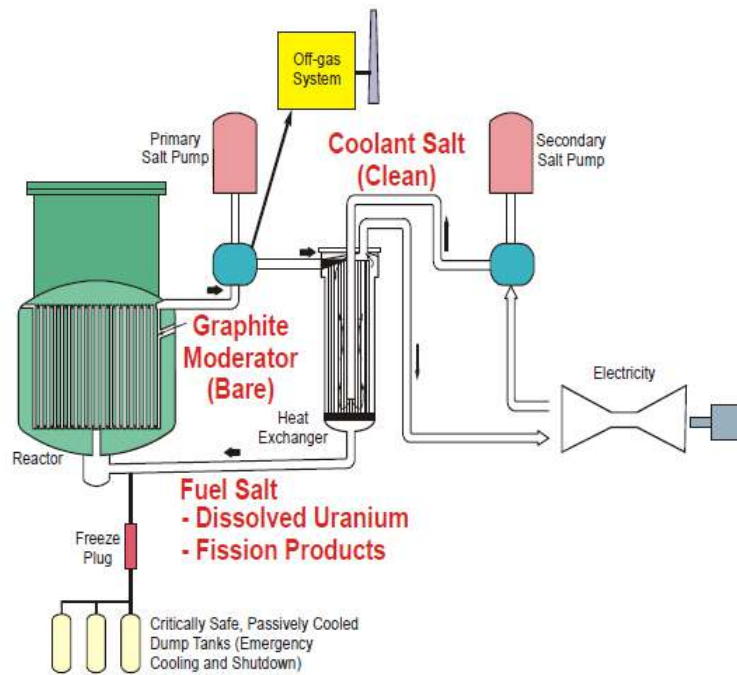 Off-gas
System
Primary
Salt Pump
Coolant Salt
(Clean)
Secondary
Salt Pump
Graphite
Moderator
(Bare)
Electricity
Heat
Exchanger
Reactor
Fuel Salt
- Dissolved Uranium
- Fission Products
Freeze
Plug
Critically Safe, Passively Cooled
Dump Tanks (Emergency
Cooling and Shutdown)